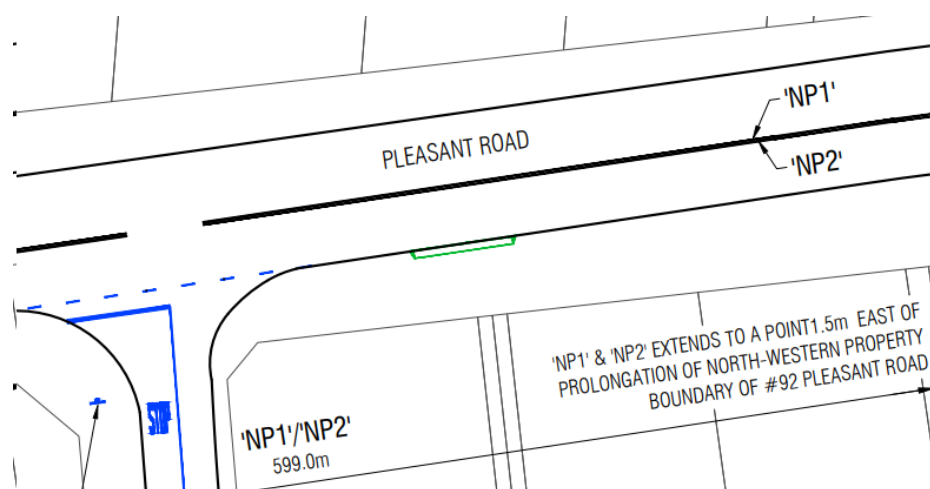 'NP1'
PLEASANT ROAD
'NP2'
'NP1' & 'NP2' EXTENDS TO A POINT1.5m EAST OF
PROLONGATION OF NORTH-WESTERN PROPERTY
BOUNDARY OF #92 PLEASANT ROAD
'NP1'/'NP2'
599.0m